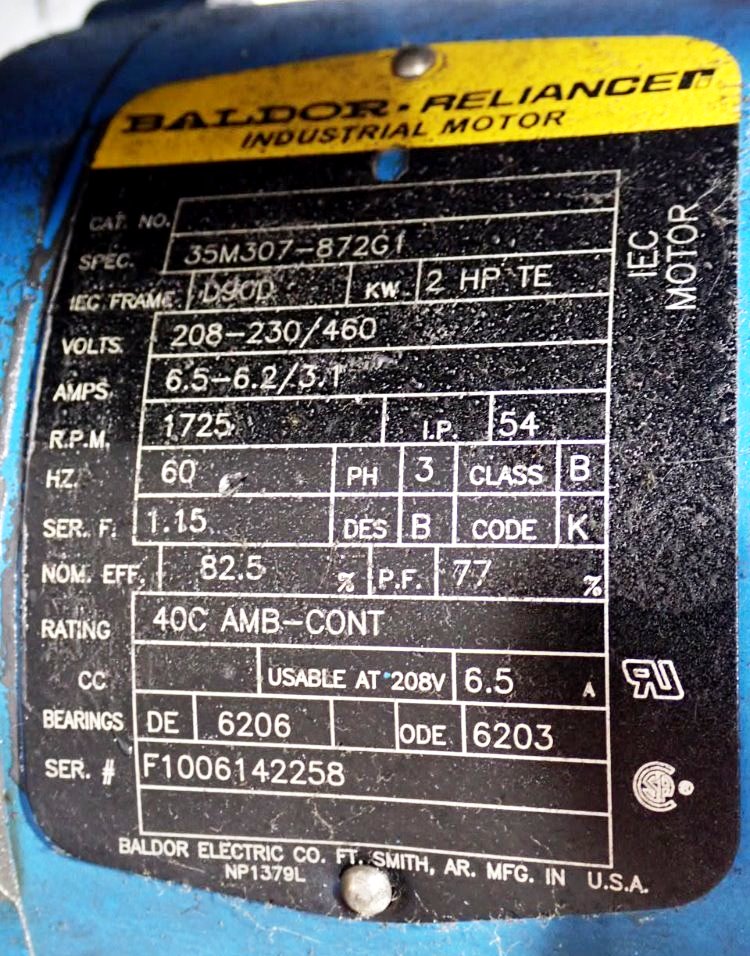 BALDOR • RELIANCER
INDUSTRIAL MOTOR
IEC MOTOR
CAT. NO.
SPEC. 35M307-872G1
IEC FRAME D90D KW 2 HP TE
VOLTS 208-230/460
AMPS 6.5-6.2/3.1
R.P.M. 1725 I.P. 54
HZ. 60 PH 3 CLASS B
SER. F. 1.15 DES B CODE K
NOM. EFF. 82.5 % P.F. 77 %
RATING 40C AMB-CONT
CC USABLE AT 208V 6.5 A
BEARINGS DE 6206 ODE 6203
SER. # F1006142258
BALDOR ELECTRIC CO. FT. SMITH, AR. MFG. IN U.S.A.
NP1379L